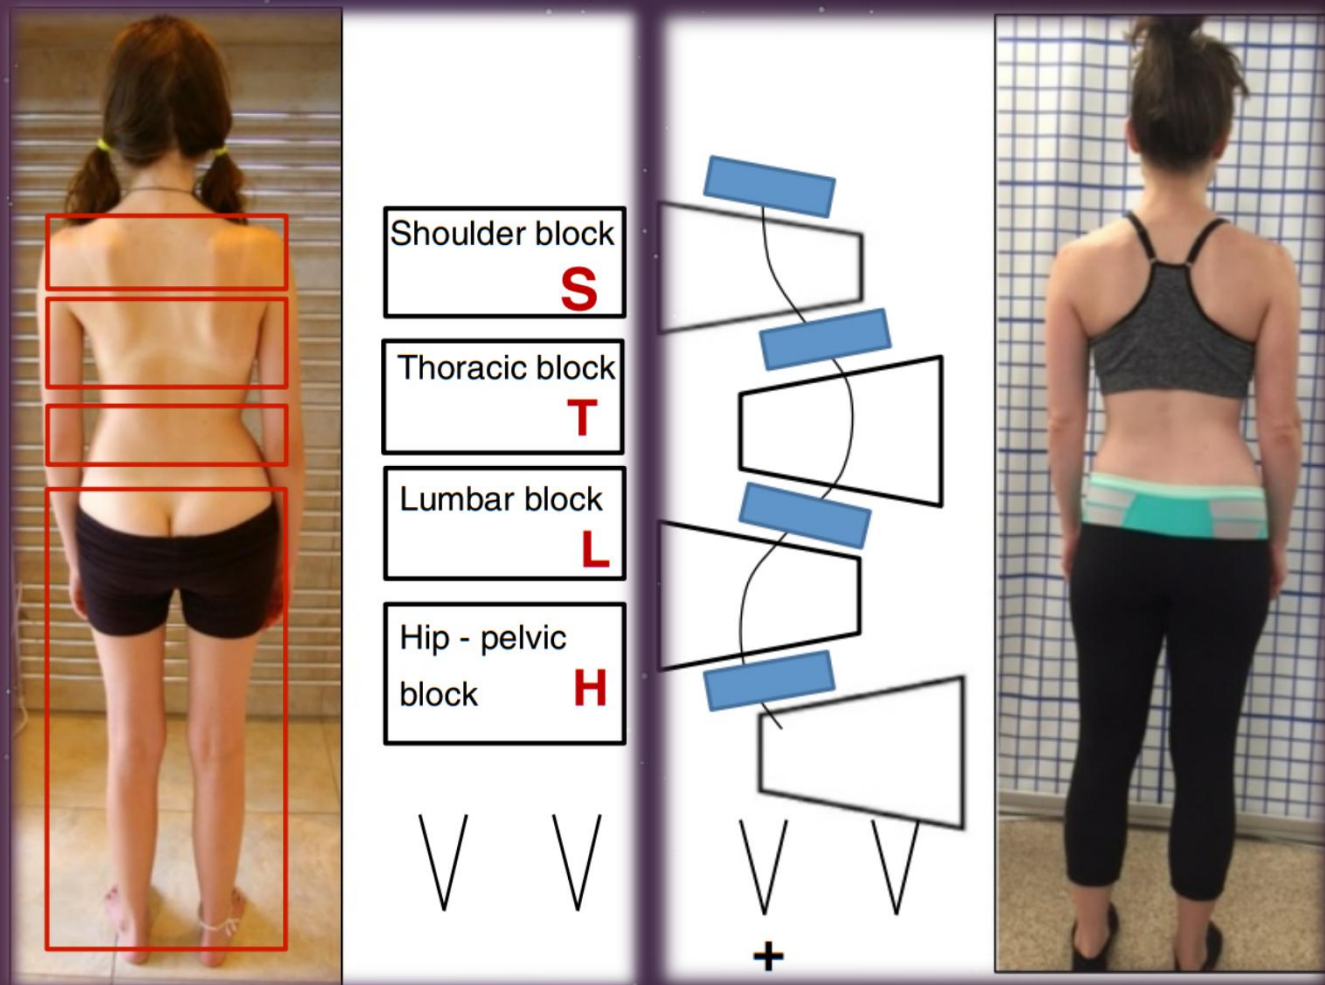 Shoulder block
S
Thoracic block
T
Lumbar block
L
Hip - pelvic
block
H
+